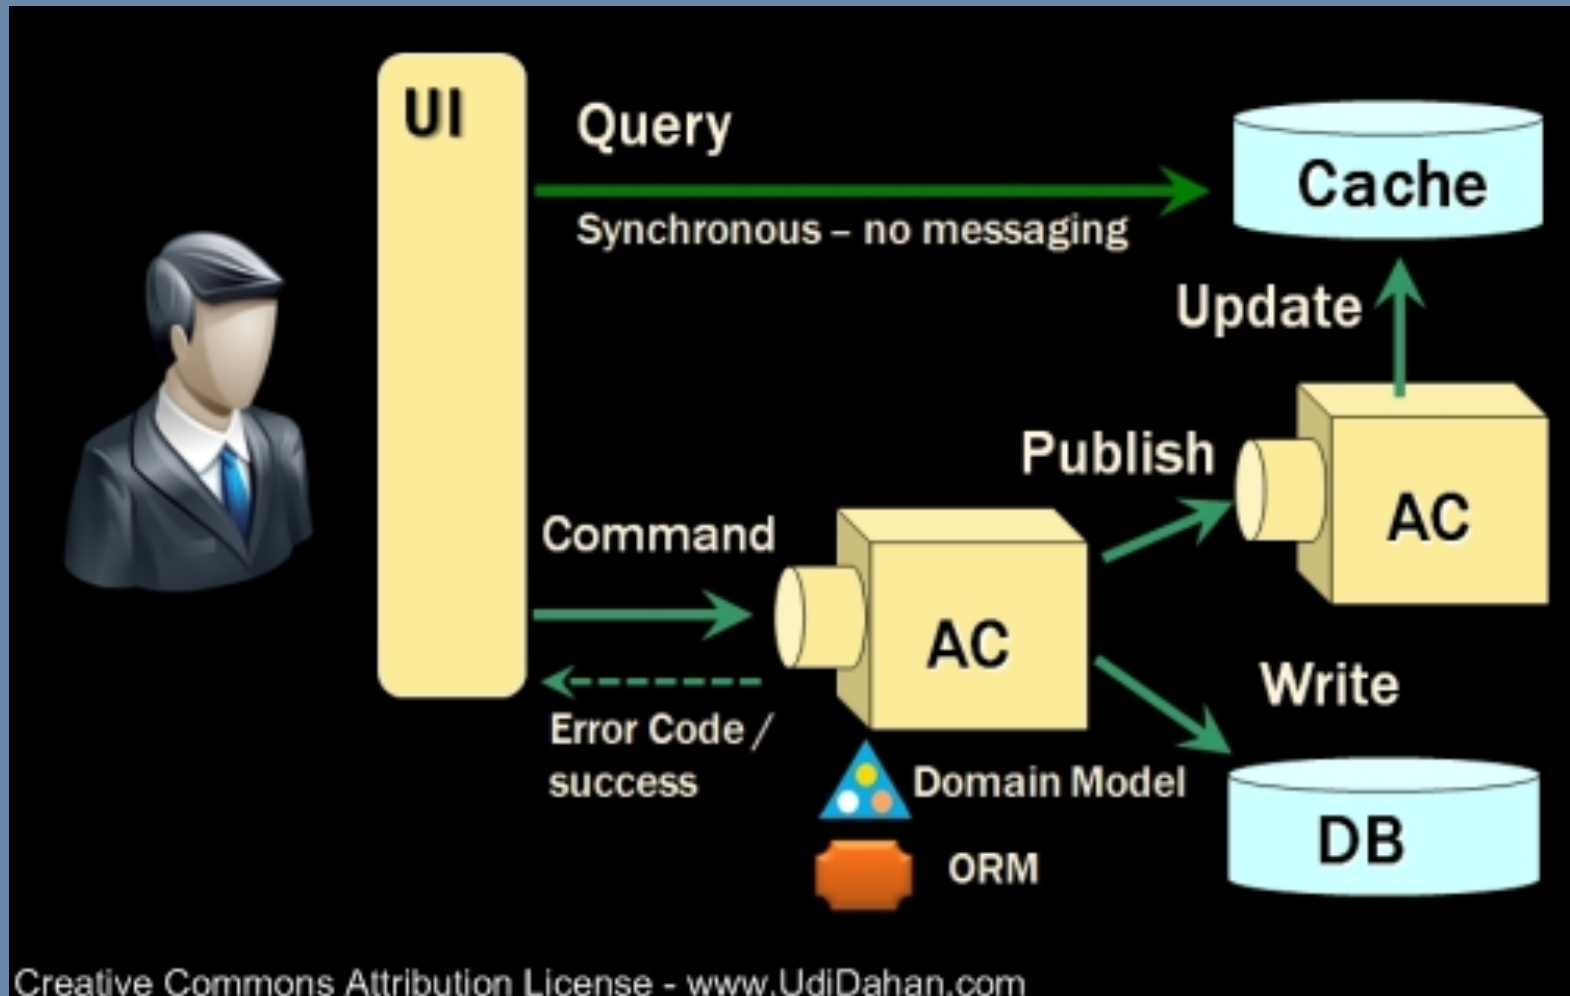 UI
Query
Synchronous – no messaging
Cache
Update
Publish
AC
Command
AC
Error Code /
success
Write
Domain Model
ORM
DB
Creative Commons Attribution License - www.UdiDahan.com